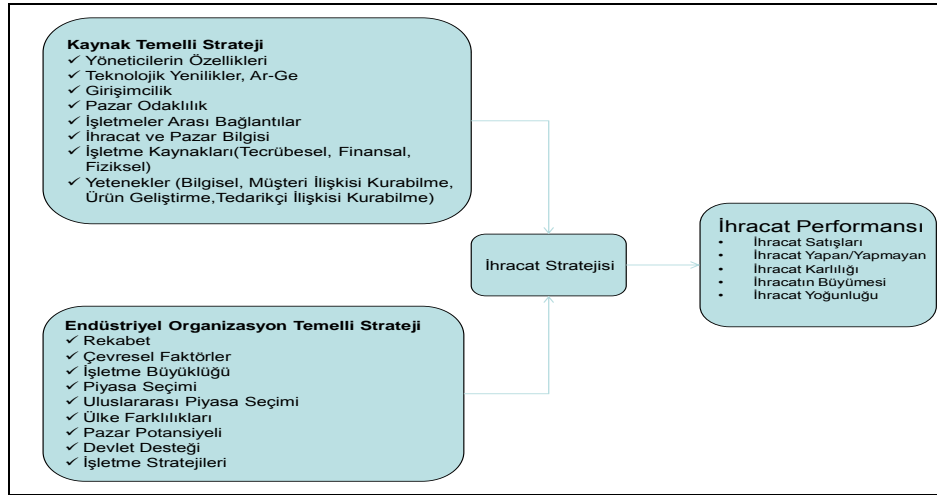 Kaynak Temelli Strateji
✓ Yöneticilerin Özellikleri
✓ Teknolojik Yenilikler, Ar-Ge
✓ Girişimcilik
✓ Pazar Odaklılık
✓ İşletmeler Arası Bağlantılar
✓ İhracat ve Pazar Bilgisi
✓ İşletme Kaynakları(Tecrübesel, Finansal,
Fiziksel)
✓ Yetenekler (Bilgisel, Müşteri İlişkisi Kurabilme,
Ürün Geliştirme,Tedarikçi İlişkisi Kurabilme)
İhracat Stratejisi
İhracat Performansı
• İhracat Satışları
• İhracat Yapan/Yapmayan
• İhracat Karlılığı
• İhracatın Büyümesi
• İhracat Yoğunluğu
Endüstriyel Organizasyon Temelli Strateji
✓ Rekabet
✓ Çevresel Faktörler
✓ İşletme Büyüklüğü
✓ Piyasa Seçimi
✓ Uluslararası Piyasa Seçimi
✓ Ülke Farklılıkları
✓ Pazar Potansiyeli
✓ Devlet Desteği
✓ İşletme Stratejileri